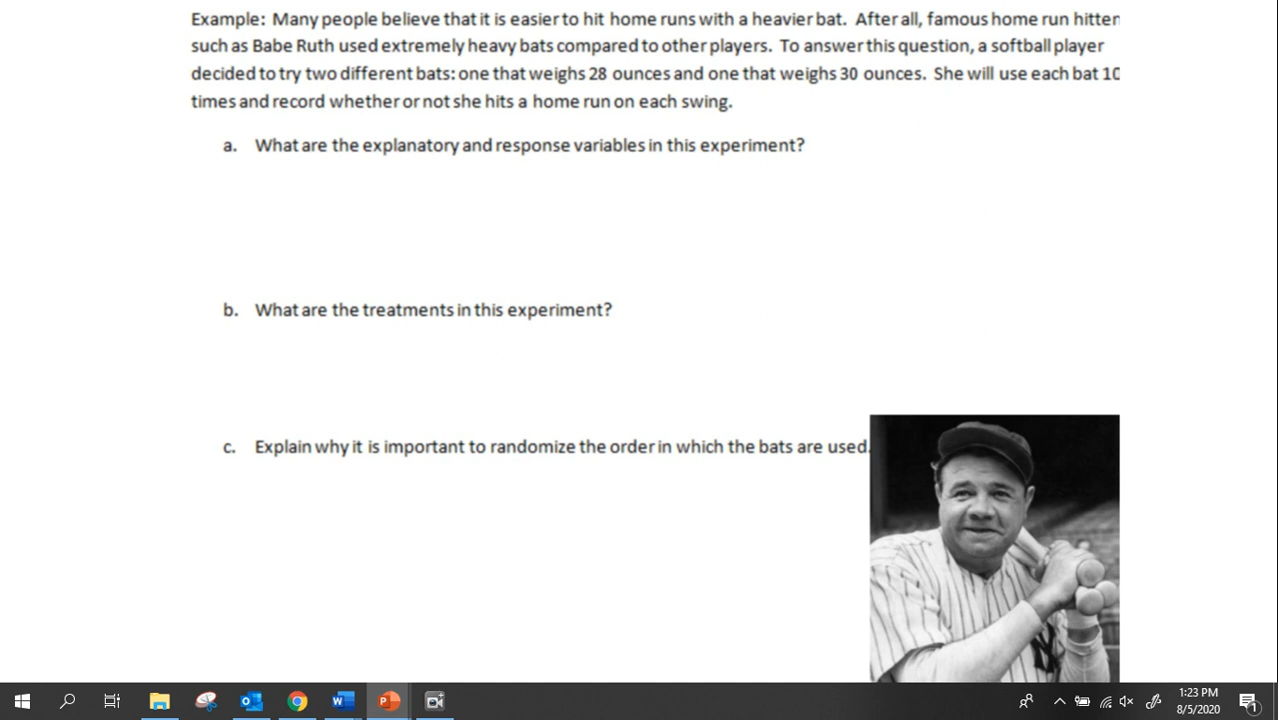 Example: Many people believe that it is easier to hit home runs with a heavier bat. After all, famous home run hitter
such as Babe Ruth used extremely heavy bats compared to other players. To answer this question, a softball player
decided to try two different bats: one that weighs 28 ounces and one that weighs 30 ounces. She will use each bat 10
times and record whether or not she hits a home run on each swing.
a. What are the explanatory and response variables in this experiment?
b. What are the treatments in this experiment?
c. Explain why it is important to randomize the order in which the bats are used.
1:23 PM
8/5/2020
1